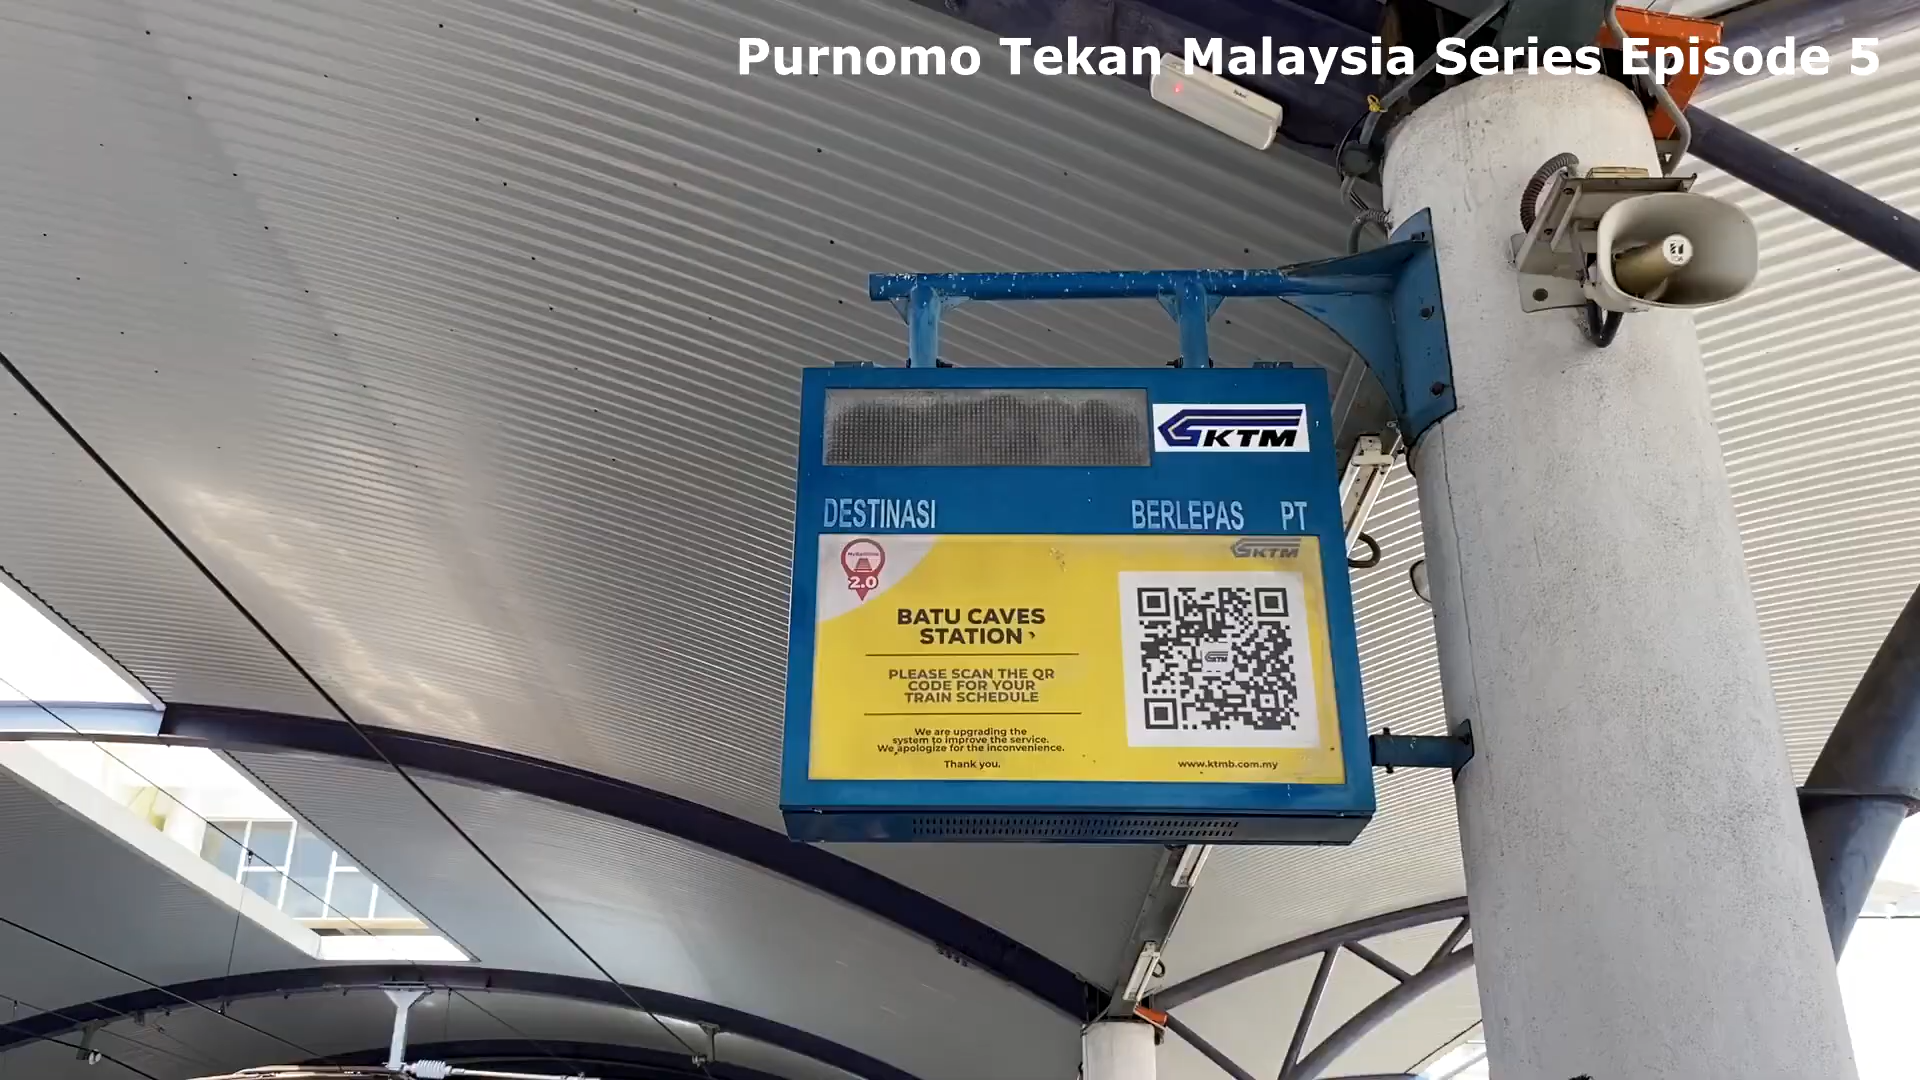 Purnomo Tekan Malaysia Series Episode 5
KTM
DESTINASI BERLEPAS PT
KTM
2.0
BATU CAVES
STATION
PLEASE SCAN THE QR
CODE FOR YOUR
TRAIN SCHEDULE
We are upgrading the
system to improve the service.
We apologize for the inconvenience.
Thank you.
www.ktmb.com.my